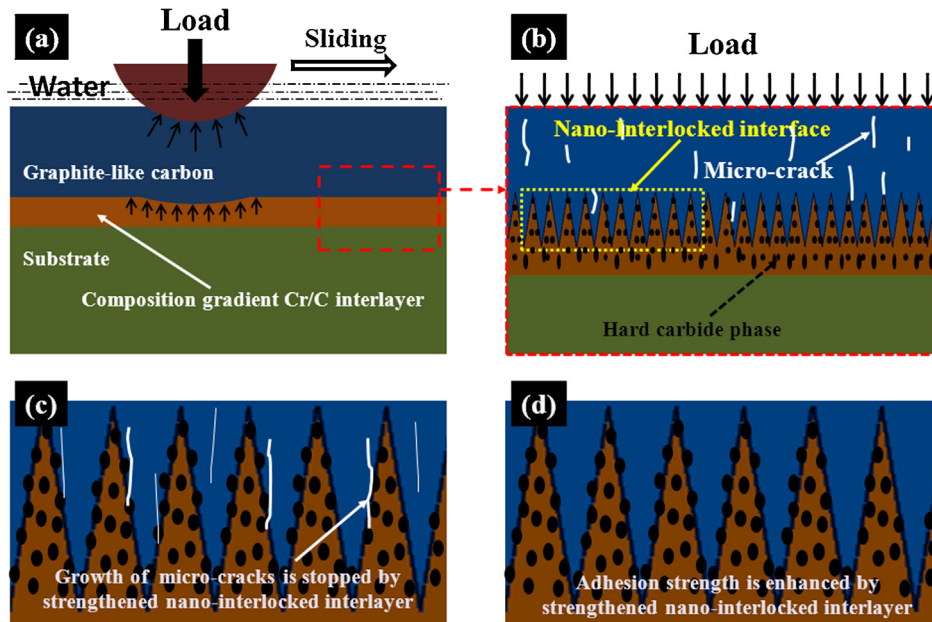 (a)
Load
Sliding
Water
Graphite-like carbon
Substrate
Composition gradient Cr/C interlayer
(b)
Load
Nano-Interlocked interface
Micro-crack
Hard carbide phase
(c)
Growth of micro-cracks is stopped by
strengthened nano-interlocked interlayer
(d)
Adhesion strength is enhanced by
strengthened nano-interlocked interlayer